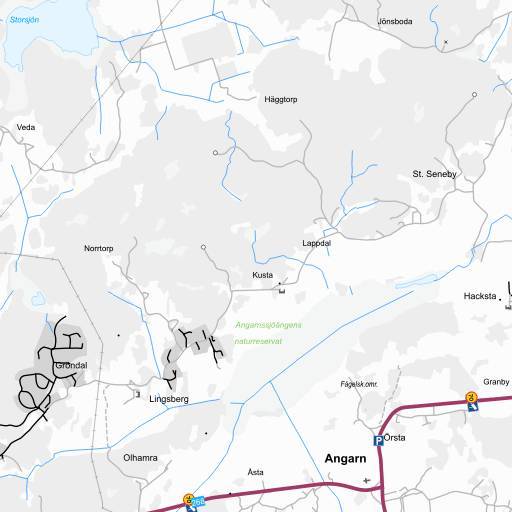 Storsjön
Jönsboda
Häggtorp
Veda
St. Seneby
Norrtorp
Lappdal
Kusta
Hacksta
Angarnssjöängens
naturreservat
Gröndal
Fågelsk.omr.
Granby
Lingsberg
P
Örsta
Olhamra
Angarn
Åsta